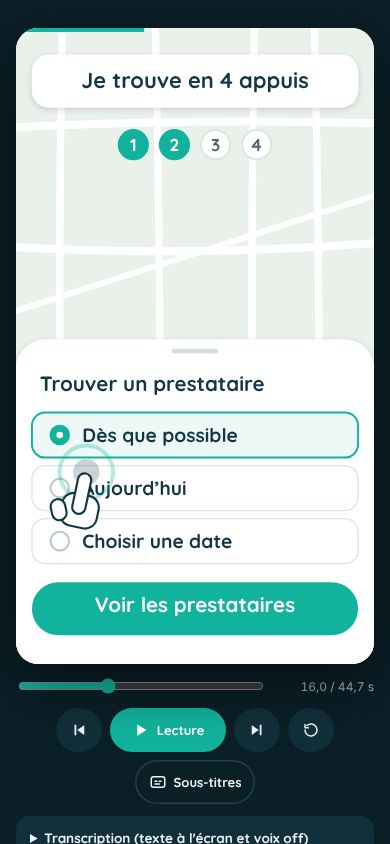 Je trouve en 4 appuis
1 2 3 4
Trouver un prestataire
Dès que possible
Aujourd'hui
Choisir une date
Voir les prestataires
16,0 / 44,7 s
Lecture
Sous-titres
Transcription (texte à l'écran et voix off)